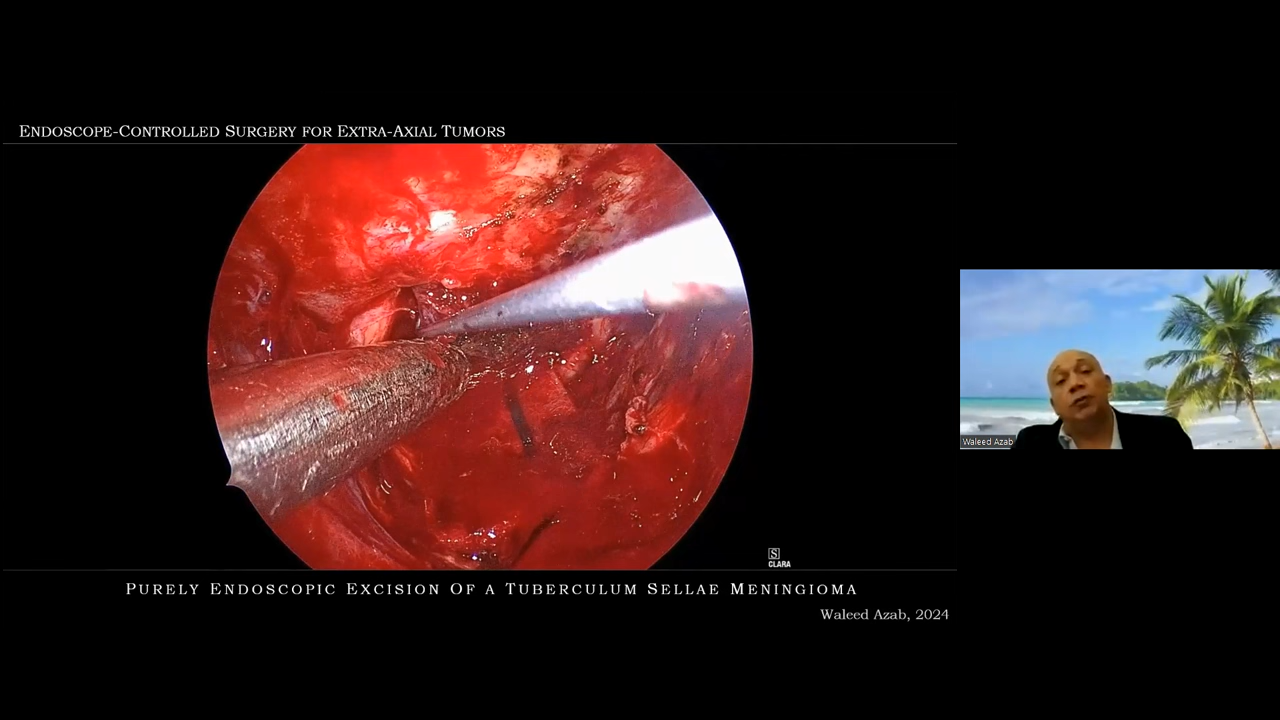 Endoscope-Controlled Surgery for Extra-Axial Tumors
S
CLARA
Waleed Azab
Purely Endoscopic Excision Of a Tuberculum Sellae Meningioma
Waleed Azab, 2024